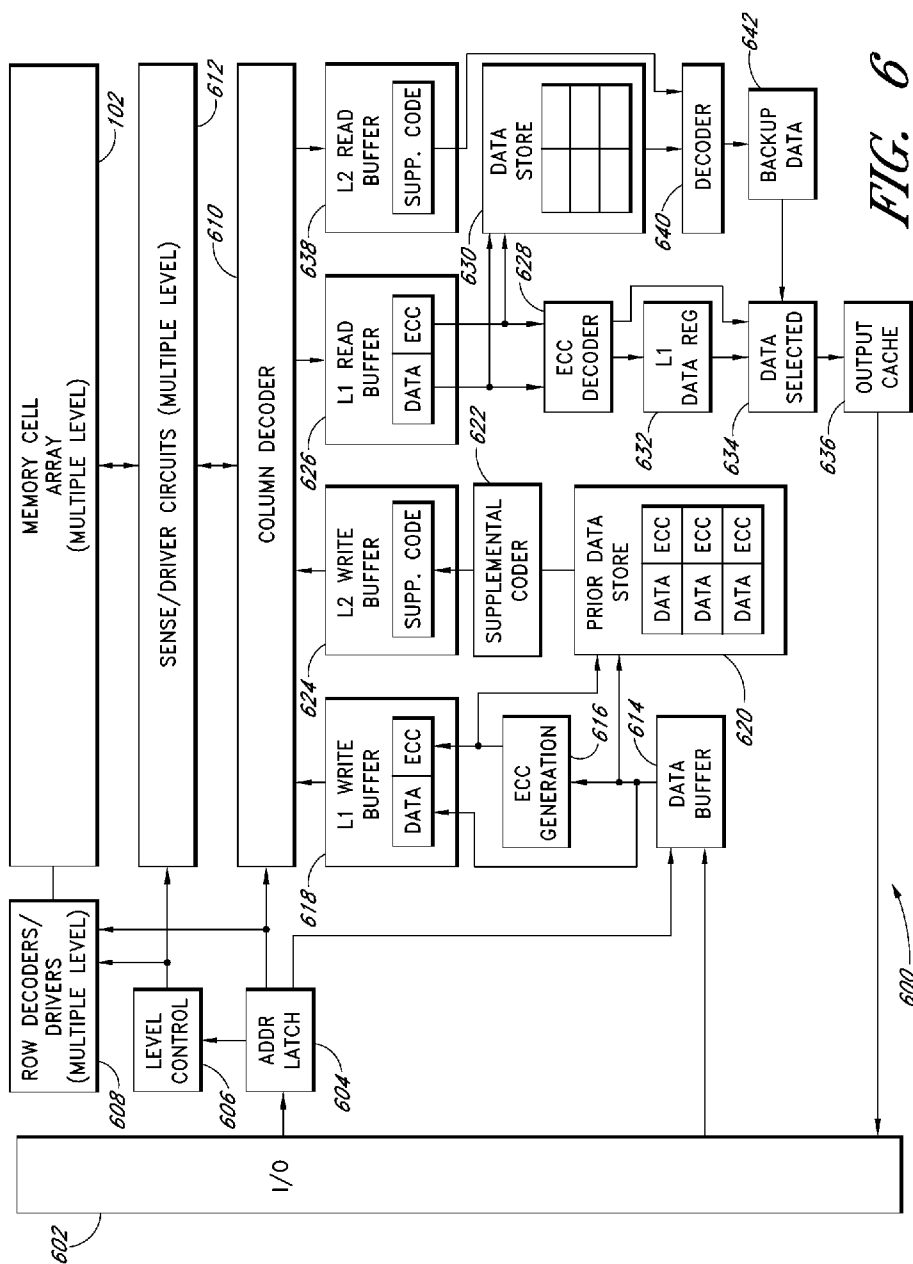 602
I/O
ROW DECODERS/
DRIVERS
(MULTIPLE LEVEL)
608
LEVEL
CONTROL
606
ADDR
LATCH
604
MEMORY CELL
ARRAY
(MULTIPLE LEVEL)
102
SENSE/DRIVER CIRCUITS (MULTIPLE LEVEL)
612
COLUMN DECODER
610
L1 WRITE
BUFFER
DATA ECC
618
ECC
GENERATION
616
DATA
BUFFER
614
L2 WRITE
BUFFER
SUPP. CODE
624
SUPPLEMENTAL
CODER
622
PRIOR DATA
STORE
DATA ECC
DATA ECC
DATA ECC
620
L1 READ
BUFFER
DATA ECC
626
ECC
DECODER
628
L1
DATA REG
632
DATA
SELECTED
634
OUTPUT
CACHE
636
L2 READ
BUFFER
SUPP. CODE
638
DATA
STORE
630
DECODER
640
BACKUP
DATA
642
600
FIG. 6